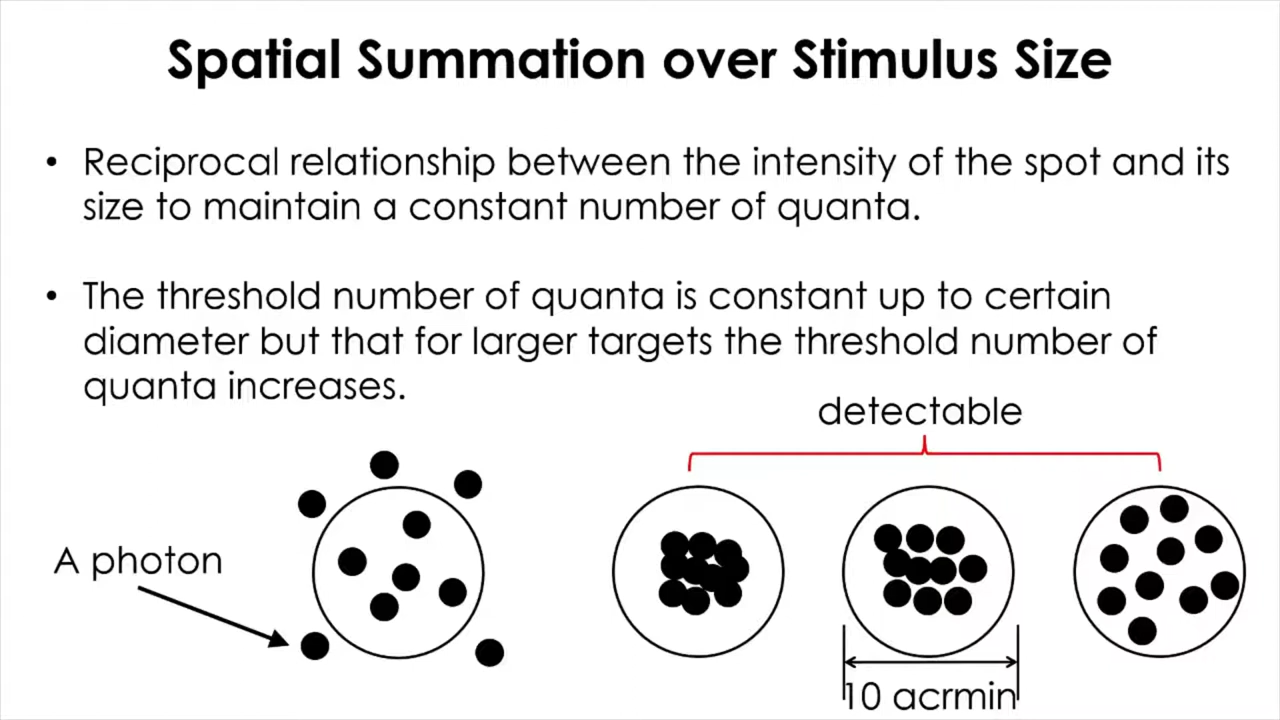 Spatial Summation over Stimulus Size
• Reciprocal relationship between the intensity of the spot and its
size to maintain a constant number of quanta.
• The threshold number of quanta is constant up to certain
diameter but that for larger targets the threshold number of
quanta increases.
detectable
A photon
10 acrmin